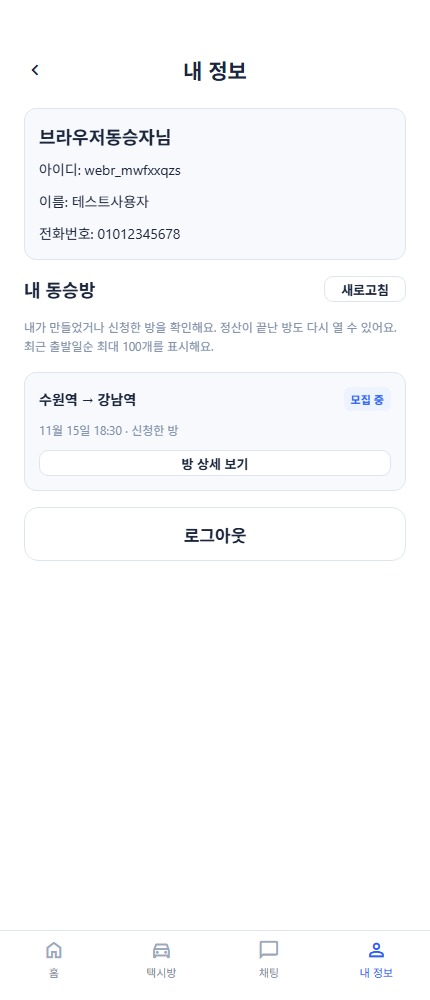 내 정보
브라우저동승자님
아이디: webr_mwfxxqzs
이름: 테스트사용자
전화번호: 01012345678
내 동승방
새로고침
내가 만들었거나 신청한 방을 확인해요. 정산이 끝난 방도 다시 열 수 있어요.
최근 출발일순 최대 100개를 표시해요.
수원역 → 강남역
모집 중
11월 15일 18:30 · 신청한 방
방 상세 보기
로그아웃
홈
택시방
채팅
내 정보